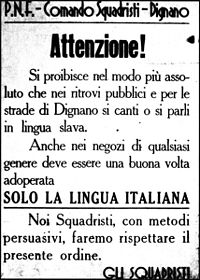 P.N.F. - Comando Squadristi - Dignano
Attenzione!
Si proibisce nel modo più asso-
luto che nei ritrovi pubblici e per le
strade di Dignano si canti o si parli
in lingua slava.
Anche nei negozi di qualsiasi
genere deve essere una buona volta
adoperata
SOLO LA LINGUA ITALIANA
Noi Squadristi, con metodi
persuasivi, faremo rispettare il
presente ordine.
GLI SQUADRISTI